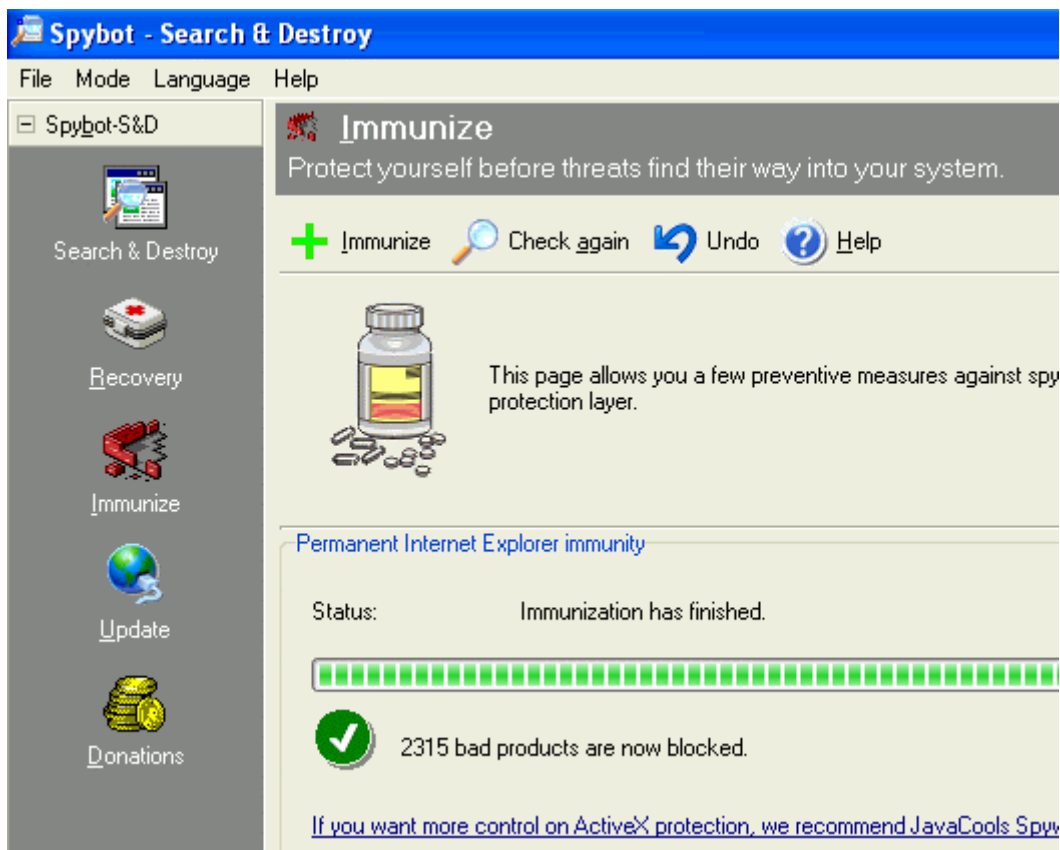 Spybot - Search & Destroy
File Mode Language Help
Spybot-S&D
Search & Destroy
Recovery
Immunize
Update
Donations
Immunize
Protect yourself before threats find their way into your system.
Immunize Check again Undo Help
This page allows you a few preventive measures against spy
protection layer.
Permanent Internet Explorer immunity
Status: Immunization has finished.
2315 bad products are now blocked.
If you want more control on ActiveX protection, we recommend JavaCools Spyw